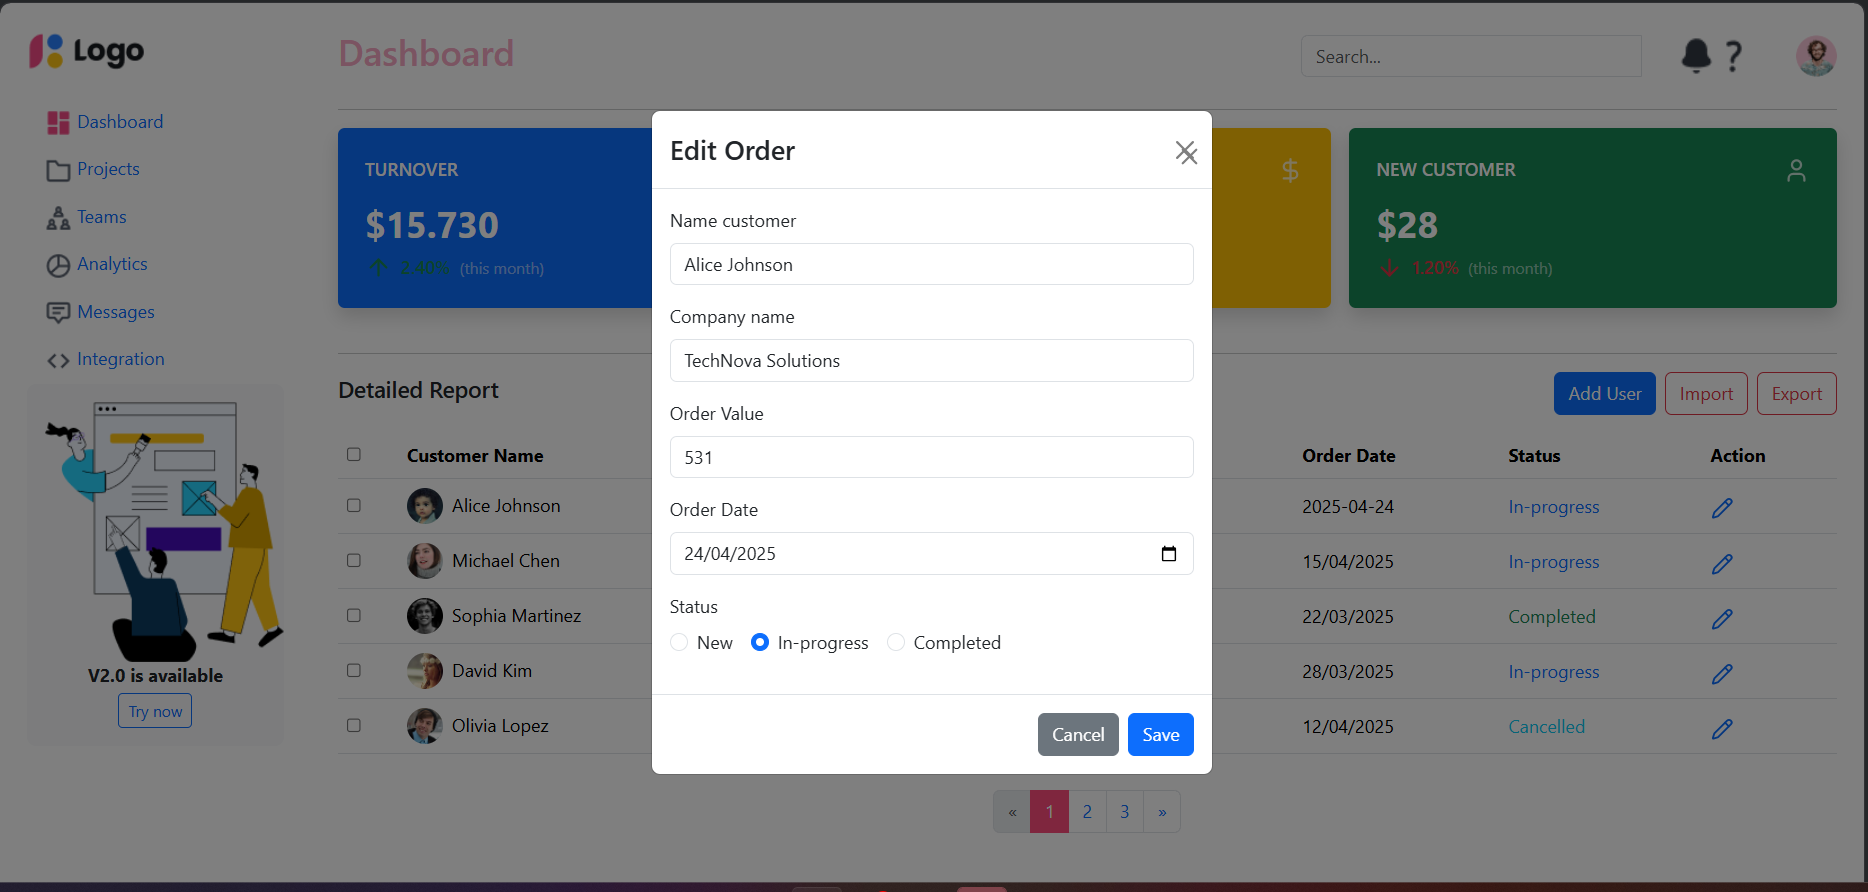 Logo
Dashboard
Search...
?
Dashboard
Projects
Teams
Analytics
Messages
Integration
V2.0 is available
Try now
TURNOVER
$15.730
2.40% (this month)
$
NEW CUSTOMER
$28
1.20% (this month)
Detailed Report
Add User
Import
Export
Customer Name
Order Date
Status
Action
Alice Johnson
2025-04-24
In-progress
Michael Chen
15/04/2025
In-progress
Sophia Martinez
22/03/2025
Completed
David Kim
28/03/2025
In-progress
Olivia Lopez
12/04/2025
Cancelled
« 1 2 3 »
Edit Order
Name customer
Alice Johnson
Company name
TechNova Solutions
Order Value
531
Order Date
24/04/2025
Status
New In-progress Completed
Cancel Save